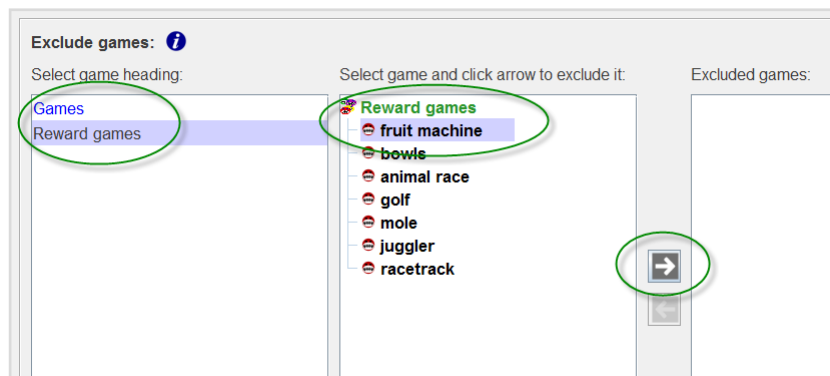 Exclude games: i
Select game heading:
Games
Reward games
Select game and click arrow to exclude it:
Reward games
fruit machine
bowls
animal race
golf
mole
juggler
racetrack
Excluded games: